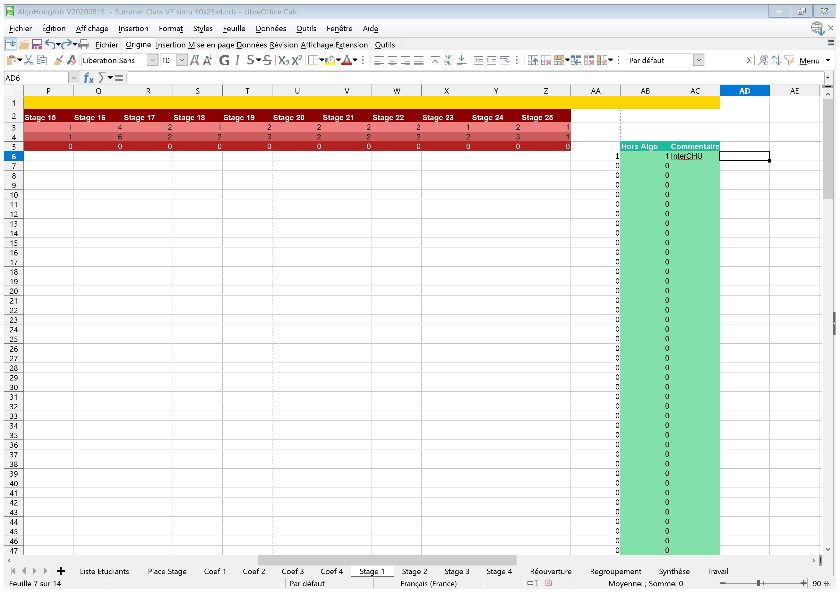 AlgoHongrois V20200815 - Summer Class VF simu 50x25x4.ods - LibreOffice Calc
Fichier Édition Affichage Insertion Format Styles Feuille Données Outils Fenêtre Aide
Fichier Origine Insertion Mise en page Données Révision Affichage Extension Outils
Liberation Sans 10 Par défaut Menu
AD6
P Q R S T U V W X Y Z AA AB AC AD AE
1
2 Stage 15 Stage 16 Stage 17 Stage 18 Stage 19 Stage 20 Stage 21 Stage 22 Stage 23 Stage 24 Stage 25
3 1 4 2 1 2 2 2 2 1 2 1
4 1 6 2 2 3 2 2 2 2 3 1
5 0 0 0 0 0 0 0 0 0 0 0 Hors Algo Commentaire
6 1 1 InterCHU
7 0 0
8 0 0
9 0 0
10 0 0
11 0 0
12 0 0
13 0 0
14 0 0
15 0 0
16 0 0
17 0 0
18 0 0
19 0 0
20 0 0
21 0 0
22 0 0
23 0 0
24 0 0
25 0 0
26 0 0
27 0 0
28 0 0
29 0 0
30 0 0
31 0 0
32 0 0
33 0 0
34 0 0
35 0 0
36 0 0
37 0 0
38 0 0
39 0 0
40 0 0
41 0 0
42 0 0
43 0 0
44 0 0
45 0 0
46 0 0
47 0 0
Liste Etudiants Place Stage Coef 1 Coef 2 Coef 3 Coef 4 Stage 1 Stage 2 Stage 3 Stage 4 Réouverture Regroupement Synthèse Travail
Feuille 7 sur 14 Par défaut Français (France) Moyenne: ; Somme: 0 90 %